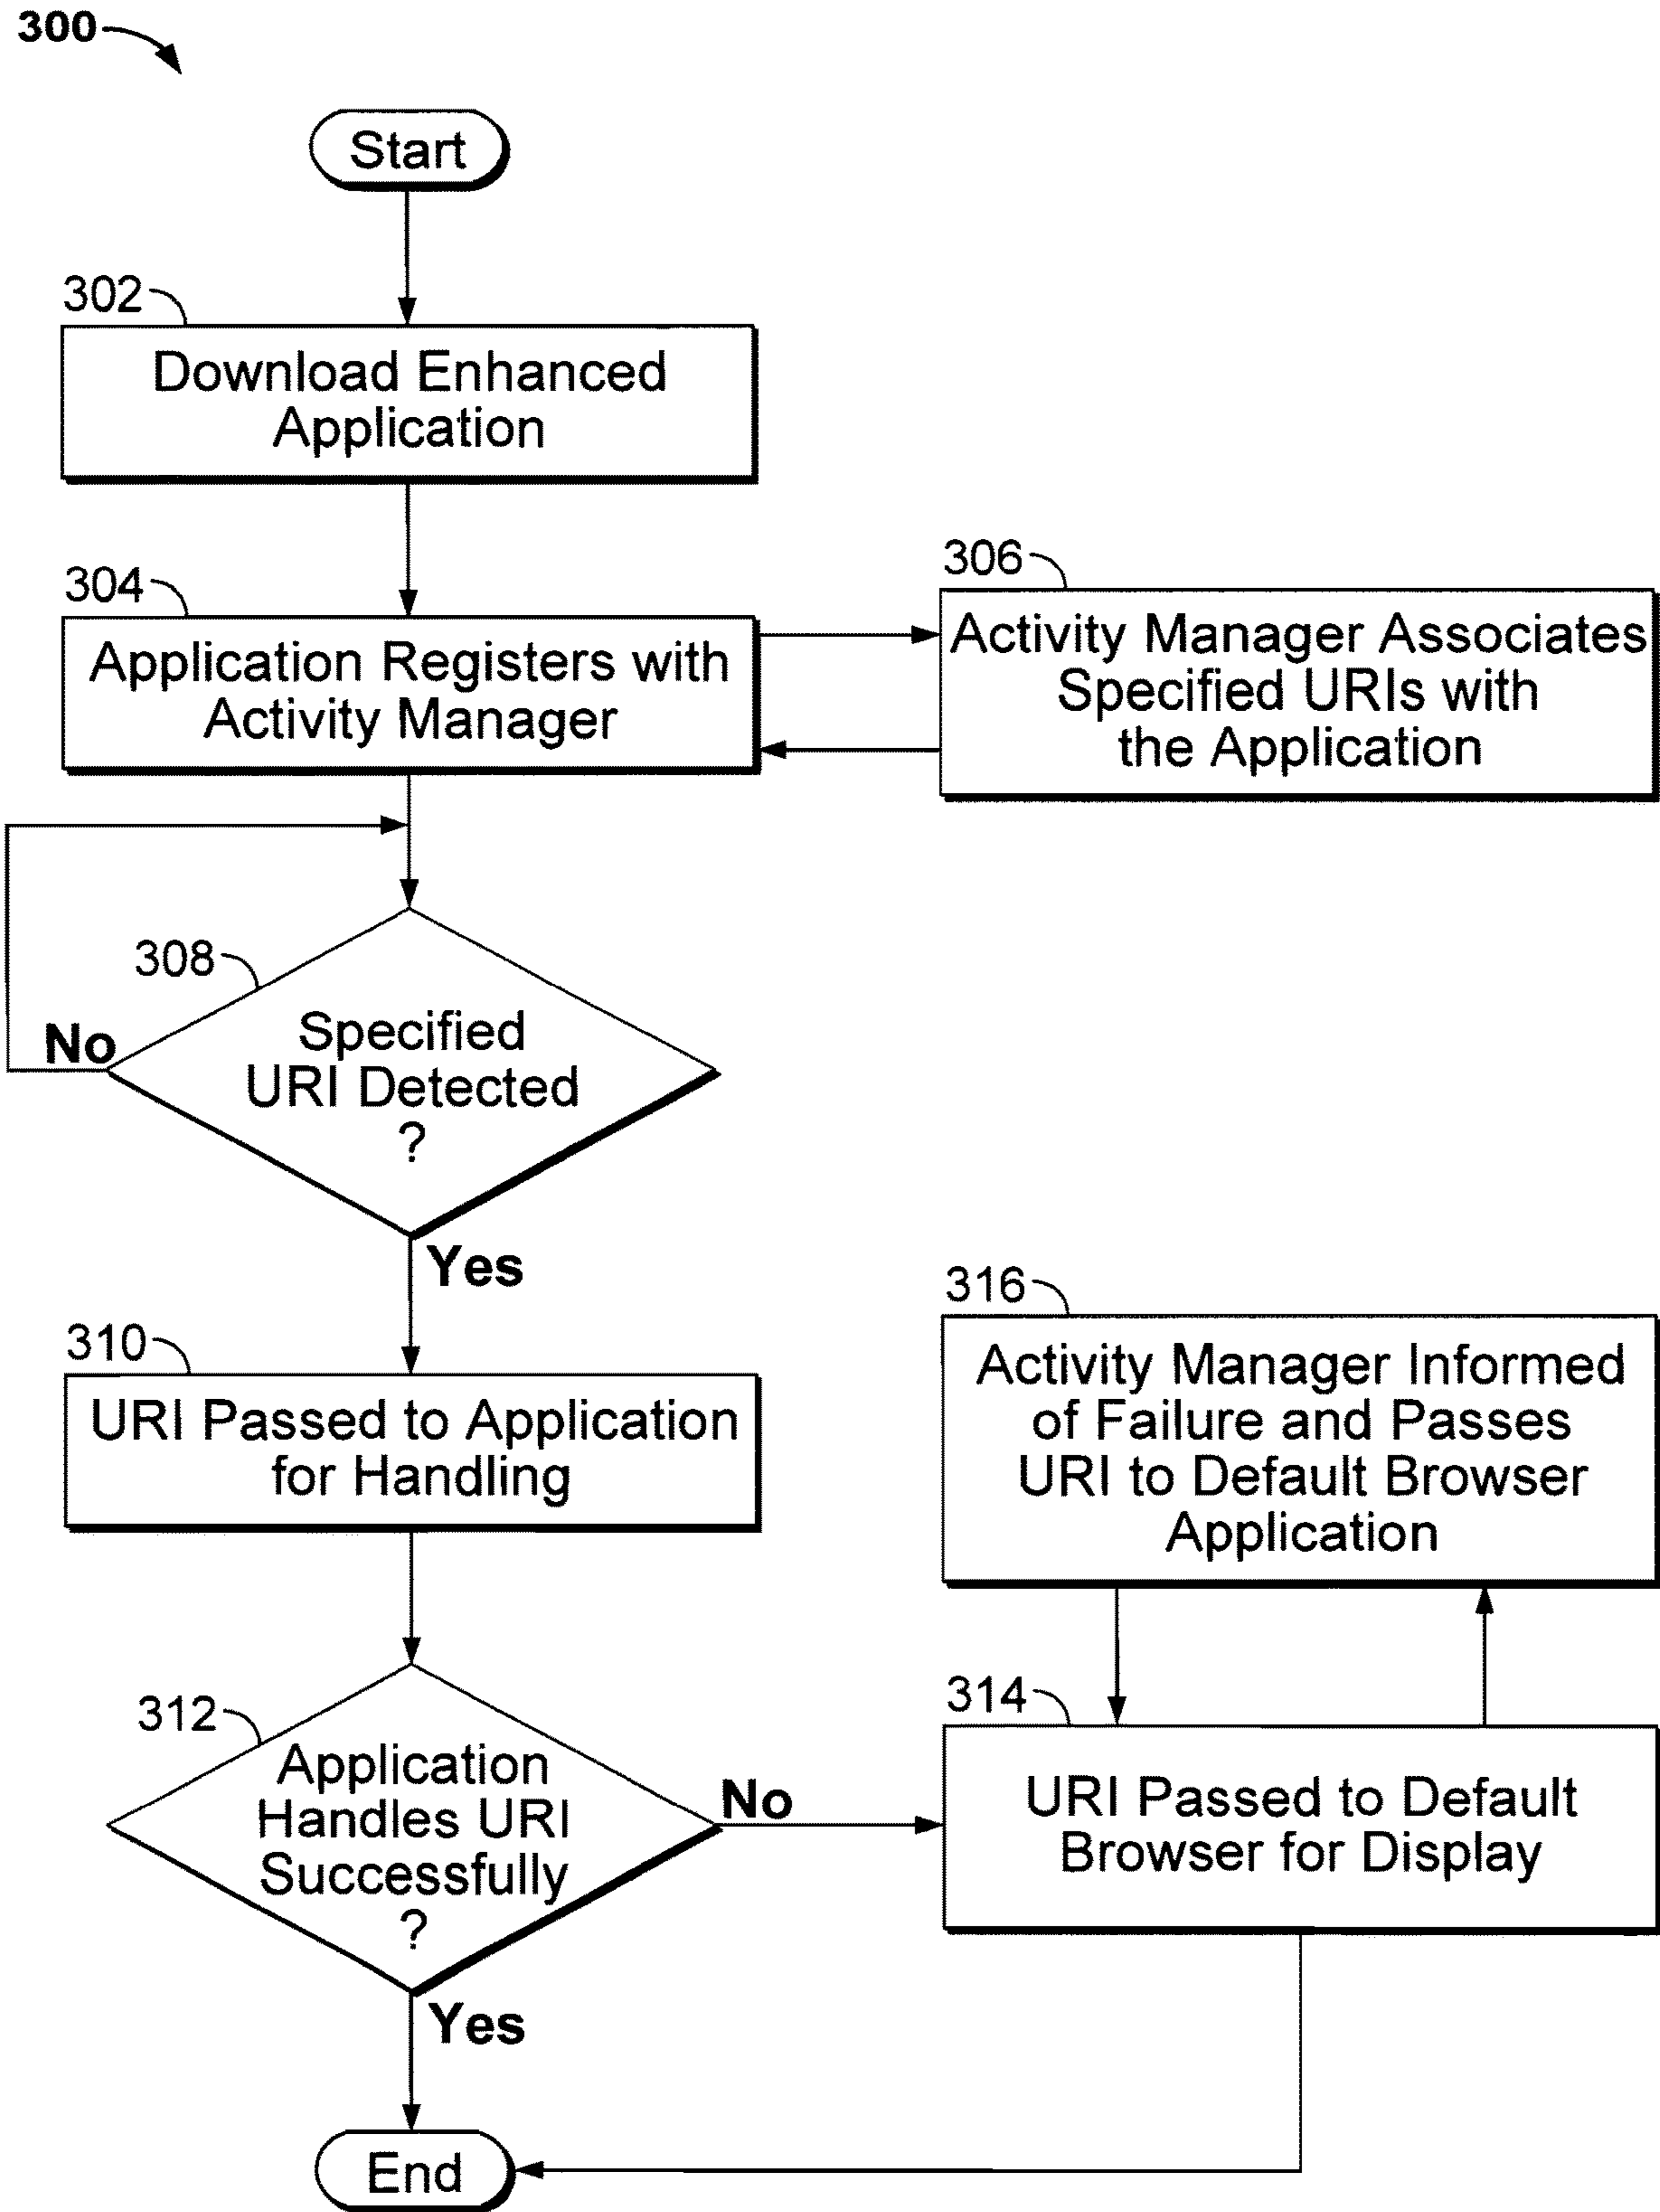 300
Start
302
Download Enhanced
Application
304
Application Registers with
Activity Manager
306
Activity Manager Associates
Specified URIs with
the Application
308
Specified
URI Detected
?
No
Yes
310
URI Passed to Application
for Handling
316
Activity Manager Informed
of Failure and Passes
URI to Default Browser
Application
312
Application
Handles URI
Successfully
?
No
314
URI Passed to Default
Browser for Display
Yes
End